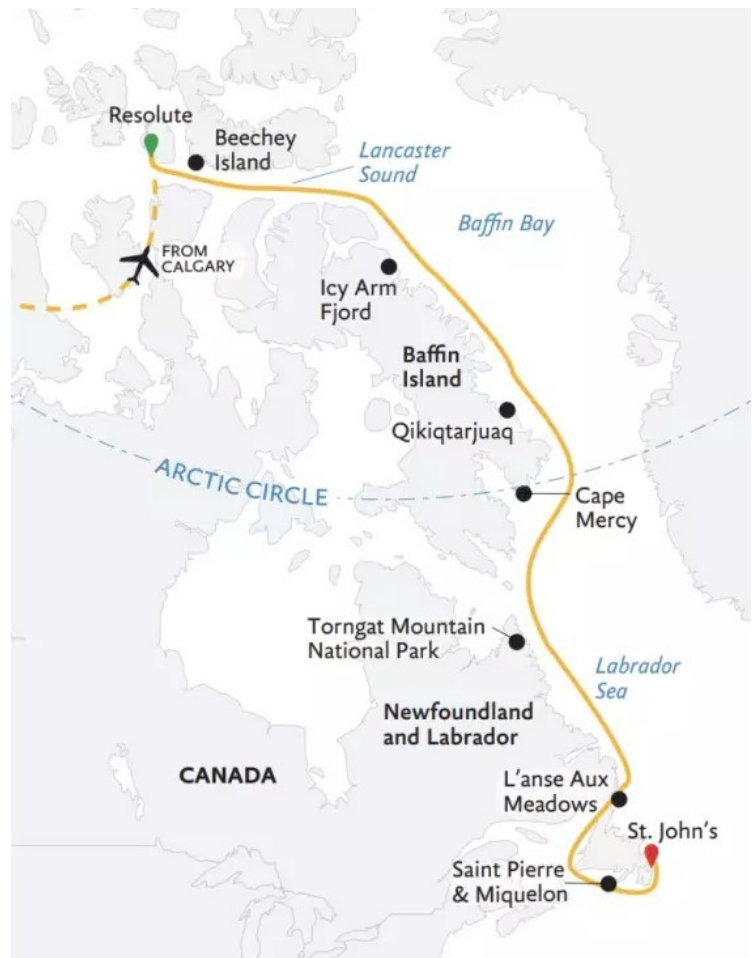 Resolute
Beechey
Island
Lancaster
Sound
Baffin Bay
FROM
CALGARY
Icy Arm
Fjord
Baffin
Island
Qikiqtarjuaq
ARCTIC CIRCLE
Cape
Mercy
Torngat Mountain
National Park
Labrador
Sea
Newfoundland
and Labrador
CANADA
L'anse Aux
Meadows
St. John's
Saint Pierre
& Miquelon